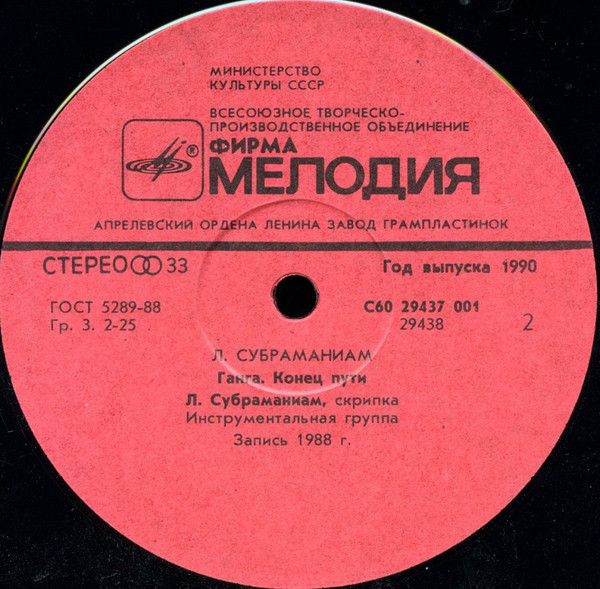 МИНИСТЕРСТВО
КУЛЬТУРЫ СССР
ВСЕСОЮЗНОЕ ТВОРЧЕСКО-
ПРОИЗВОДСТВЕННОЕ ОБЪЕДИНЕНИЕ
®
ФИРМА
МЕЛОДИЯ
АПРЕЛЕВСКИЙ ОРДЕНА ЛЕНИНА ЗАВОД ГРАМПЛАСТИНОК
СТЕРЕО 33
Год выпуска 1990
ГОСТ 5289-88
Гр. 3. 2-25
С60 29437 001
29438
2
Л. СУБРАМАНИАМ
Ганга. Конец пути
Л. Субраманиам, скрипка
Инструментальная группа
Запись 1988 г.